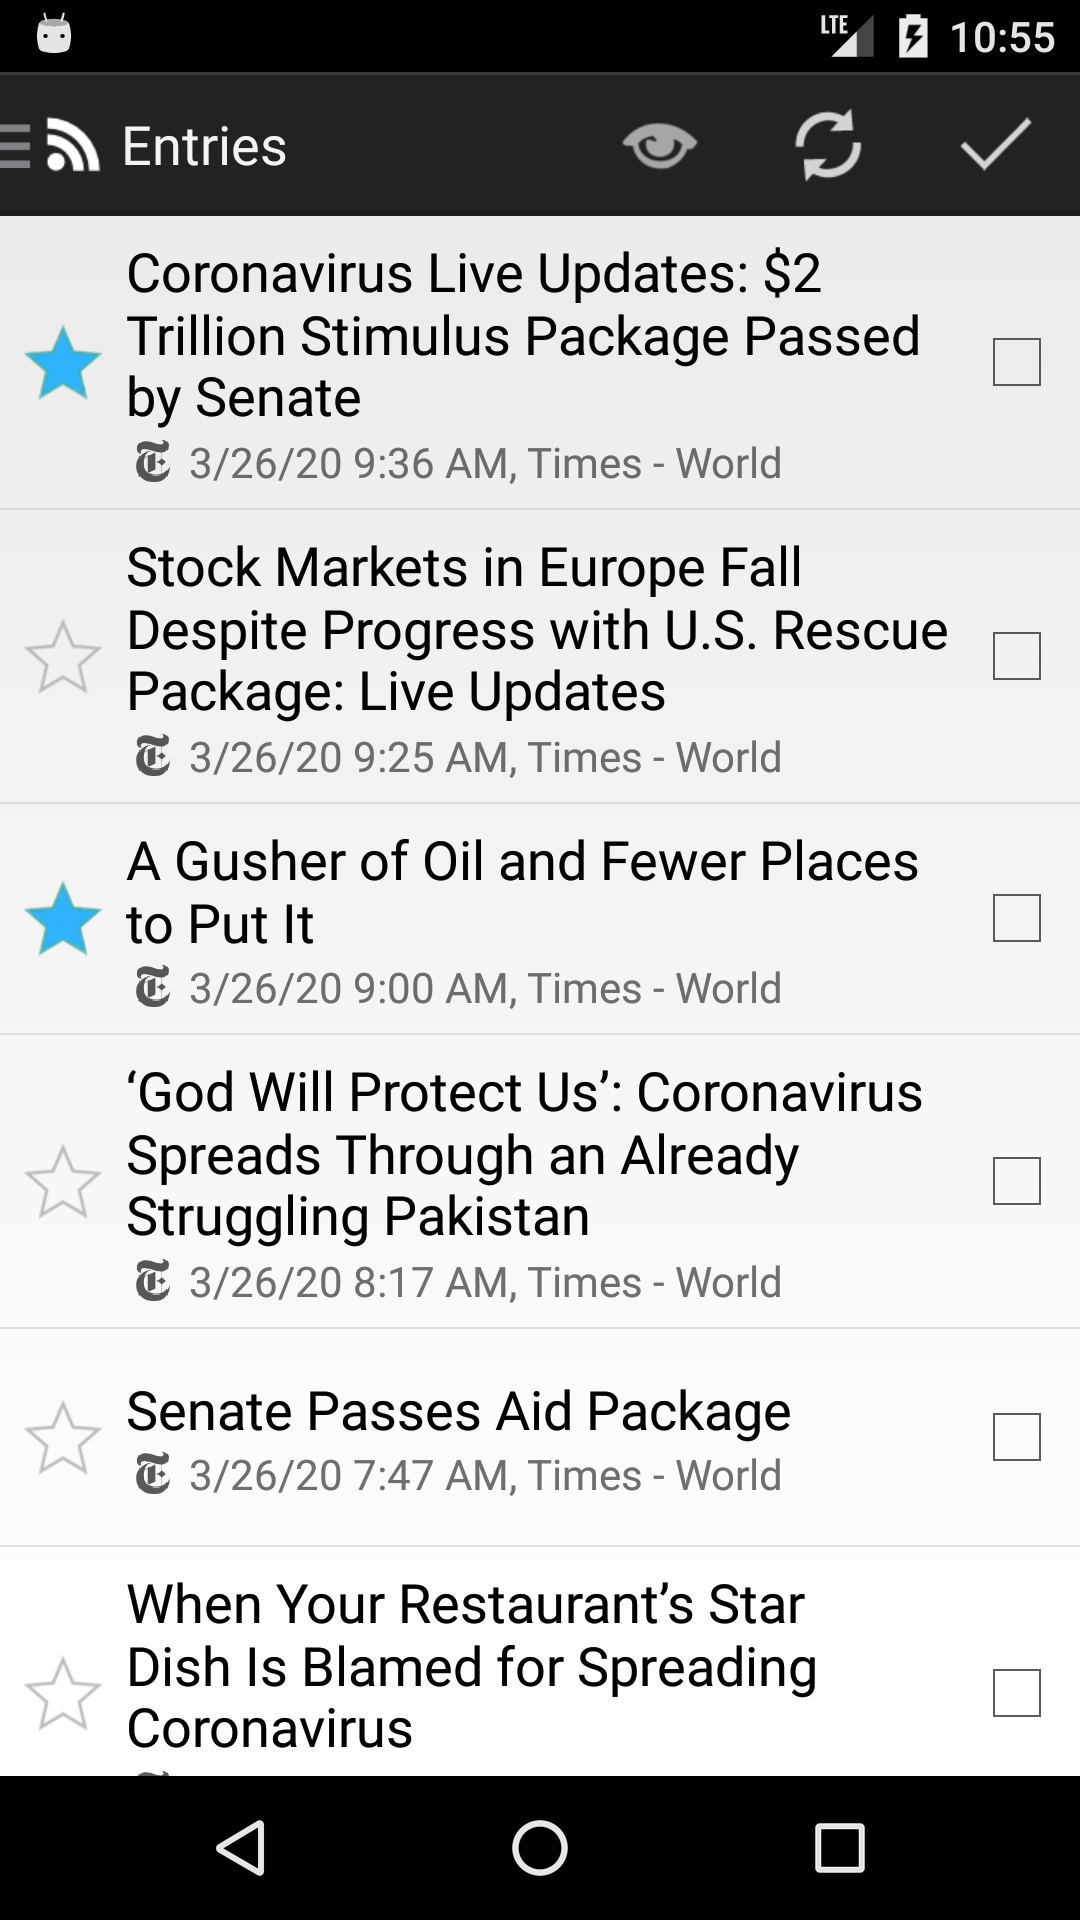 LTE 10:55
Entries
Coronavirus Live Updates: $2
Trillion Stimulus Package Passed
by Senate
3/26/20 9:36 AM, Times - World
Stock Markets in Europe Fall
Despite Progress with U.S. Rescue
Package: Live Updates
3/26/20 9:25 AM, Times - World
A Gusher of Oil and Fewer Places
to Put It
3/26/20 9:00 AM, Times - World
‘God Will Protect Us’: Coronavirus
Spreads Through an Already
Struggling Pakistan
3/26/20 8:17 AM, Times - World
Senate Passes Aid Package
3/26/20 7:47 AM, Times - World
When Your Restaurant’s Star
Dish Is Blamed for Spreading
Coronavirus